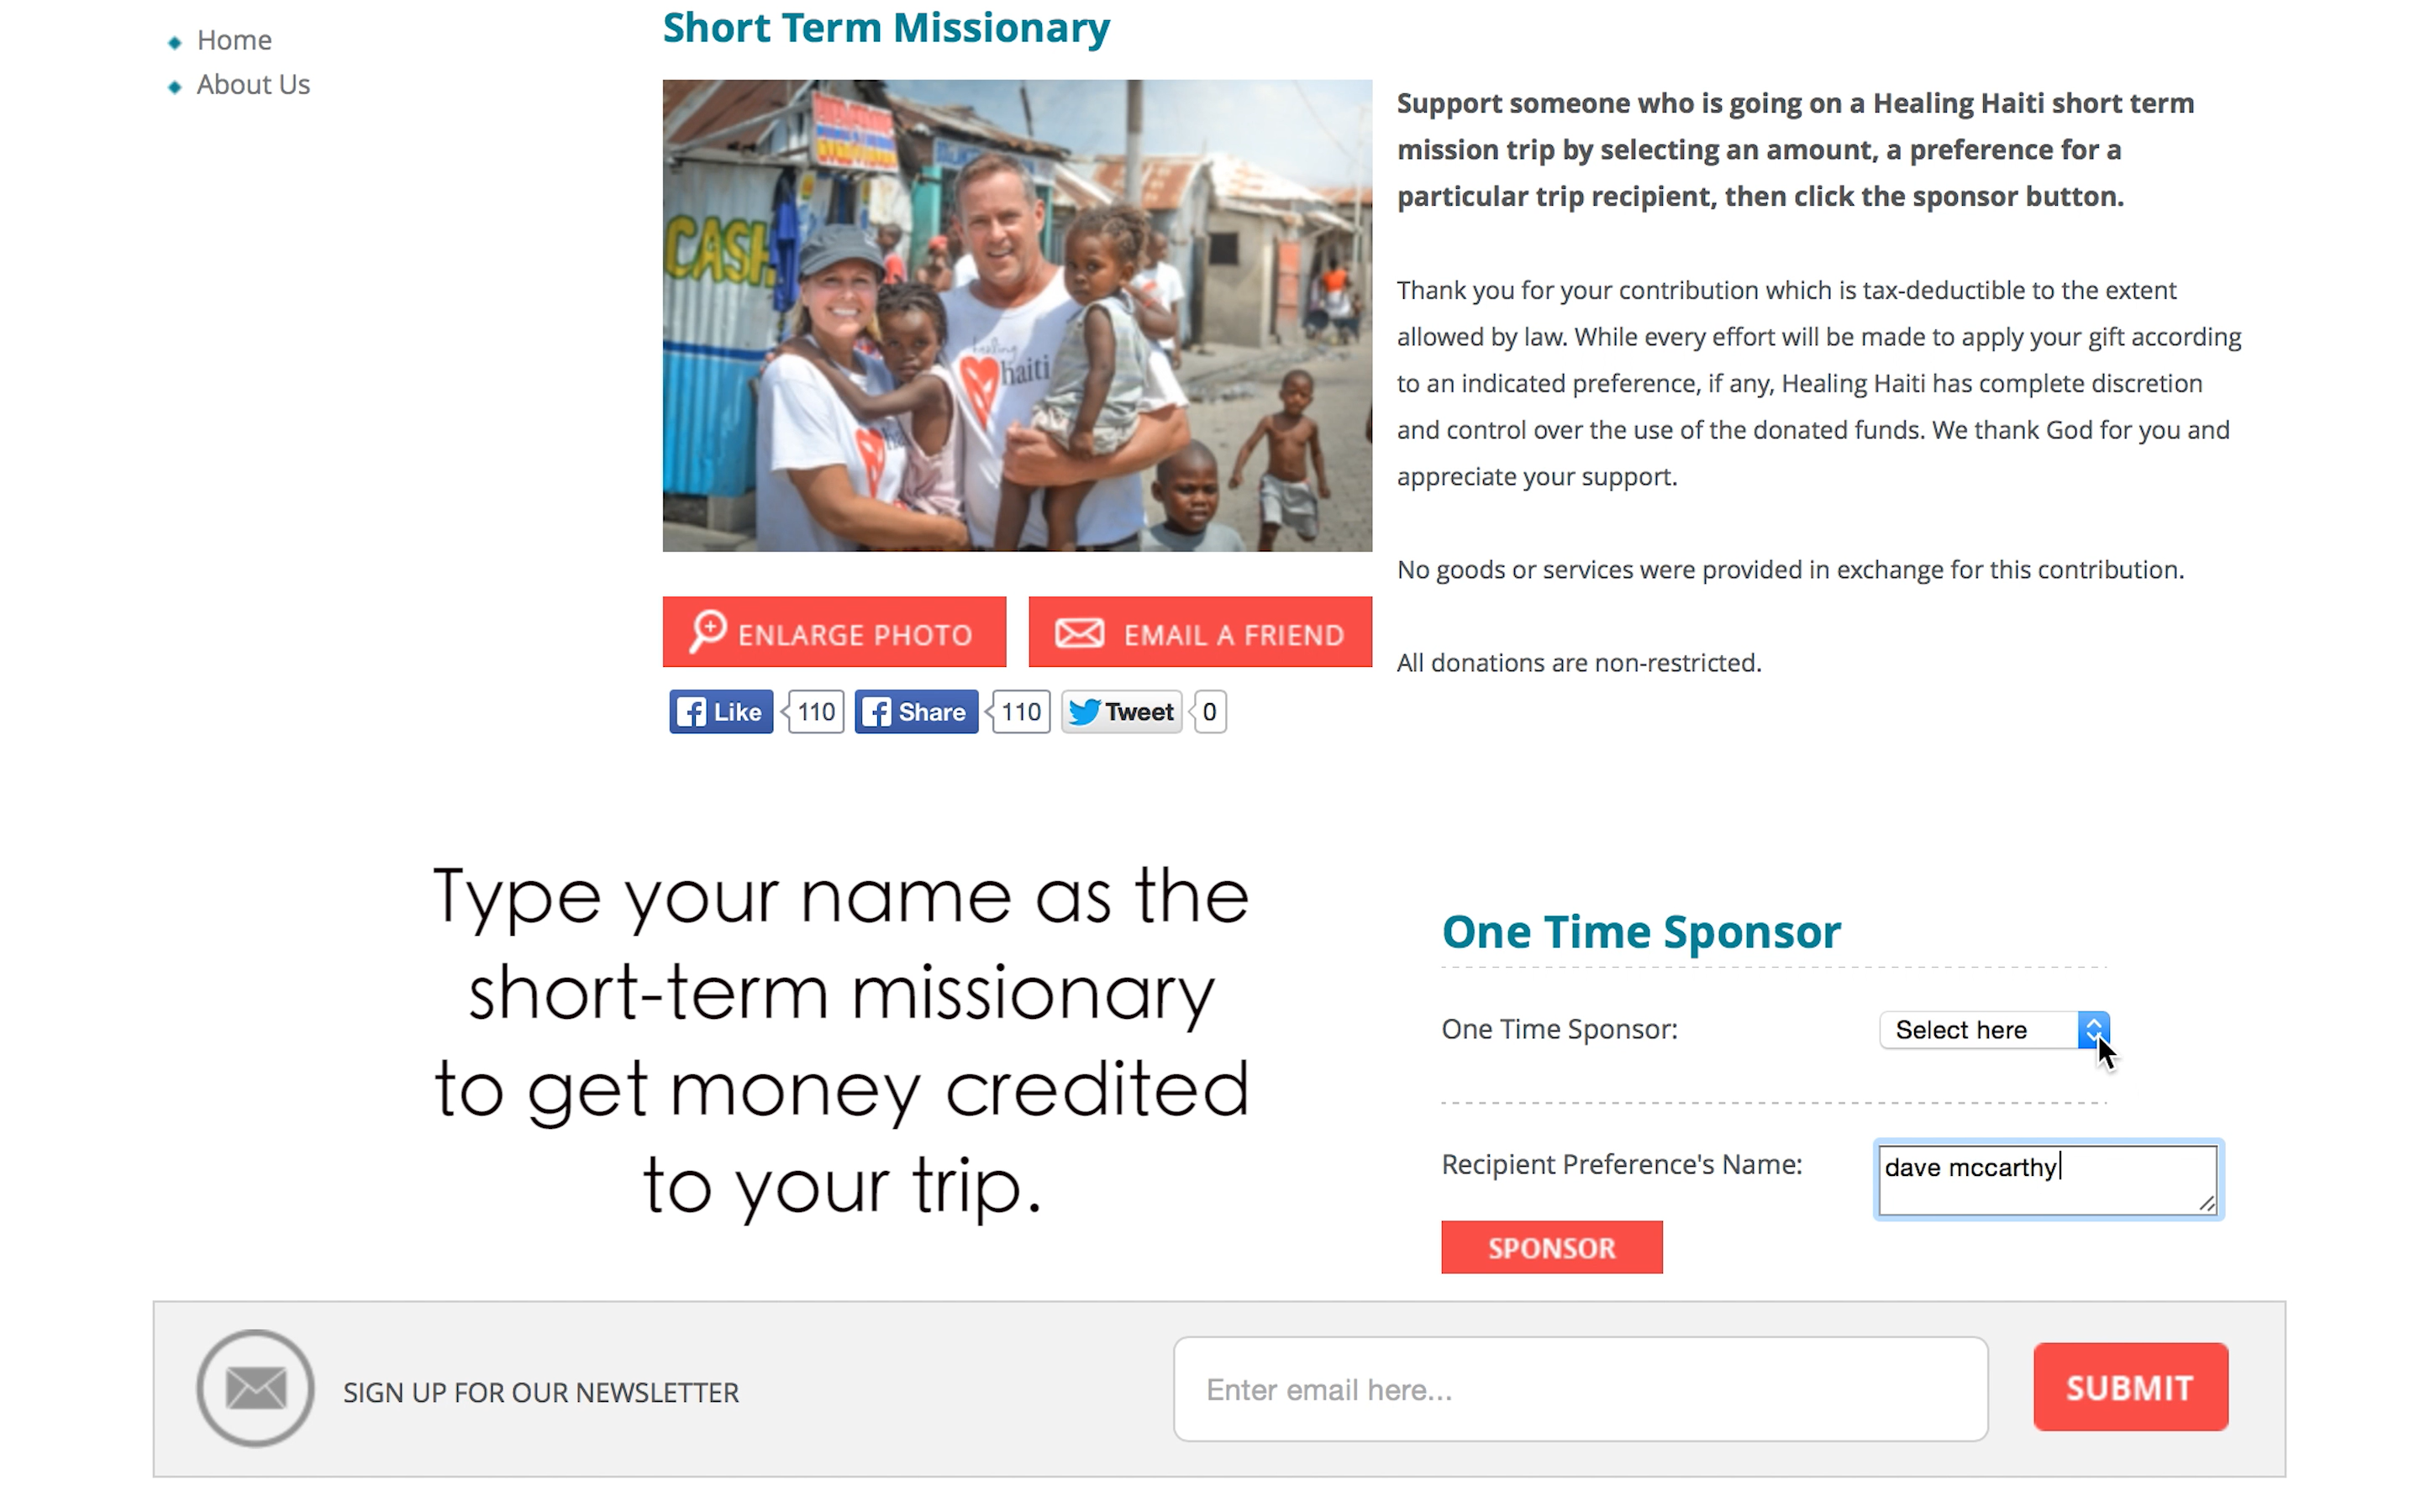 Home
About Us
Short Term Missionary
CASH
healing
haiti
Support someone who is going on a Healing Haiti short term
mission trip by selecting an amount, a preference for a
particular trip recipient, then click the sponsor button.
Thank you for your contribution which is tax-deductible to the extent
allowed by law. While every effort will be made to apply your gift according
to an indicated preference, if any, Healing Haiti has complete discretion
and control over the use of the donated funds. We thank God for you and
appreciate your support.
No goods or services were provided in exchange for this contribution.
All donations are non-restricted.
ENLARGE PHOTO
EMAIL A FRIEND
Like 110 Share 110 Tweet 0
Type your name as the
short-term missionary
to get money credited
to your trip.
One Time Sponsor
One Time Sponsor: Select here
Recipient Preference's Name: dave mccarthy
SPONSOR
SIGN UP FOR OUR NEWSLETTER
Enter email here...
SUBMIT